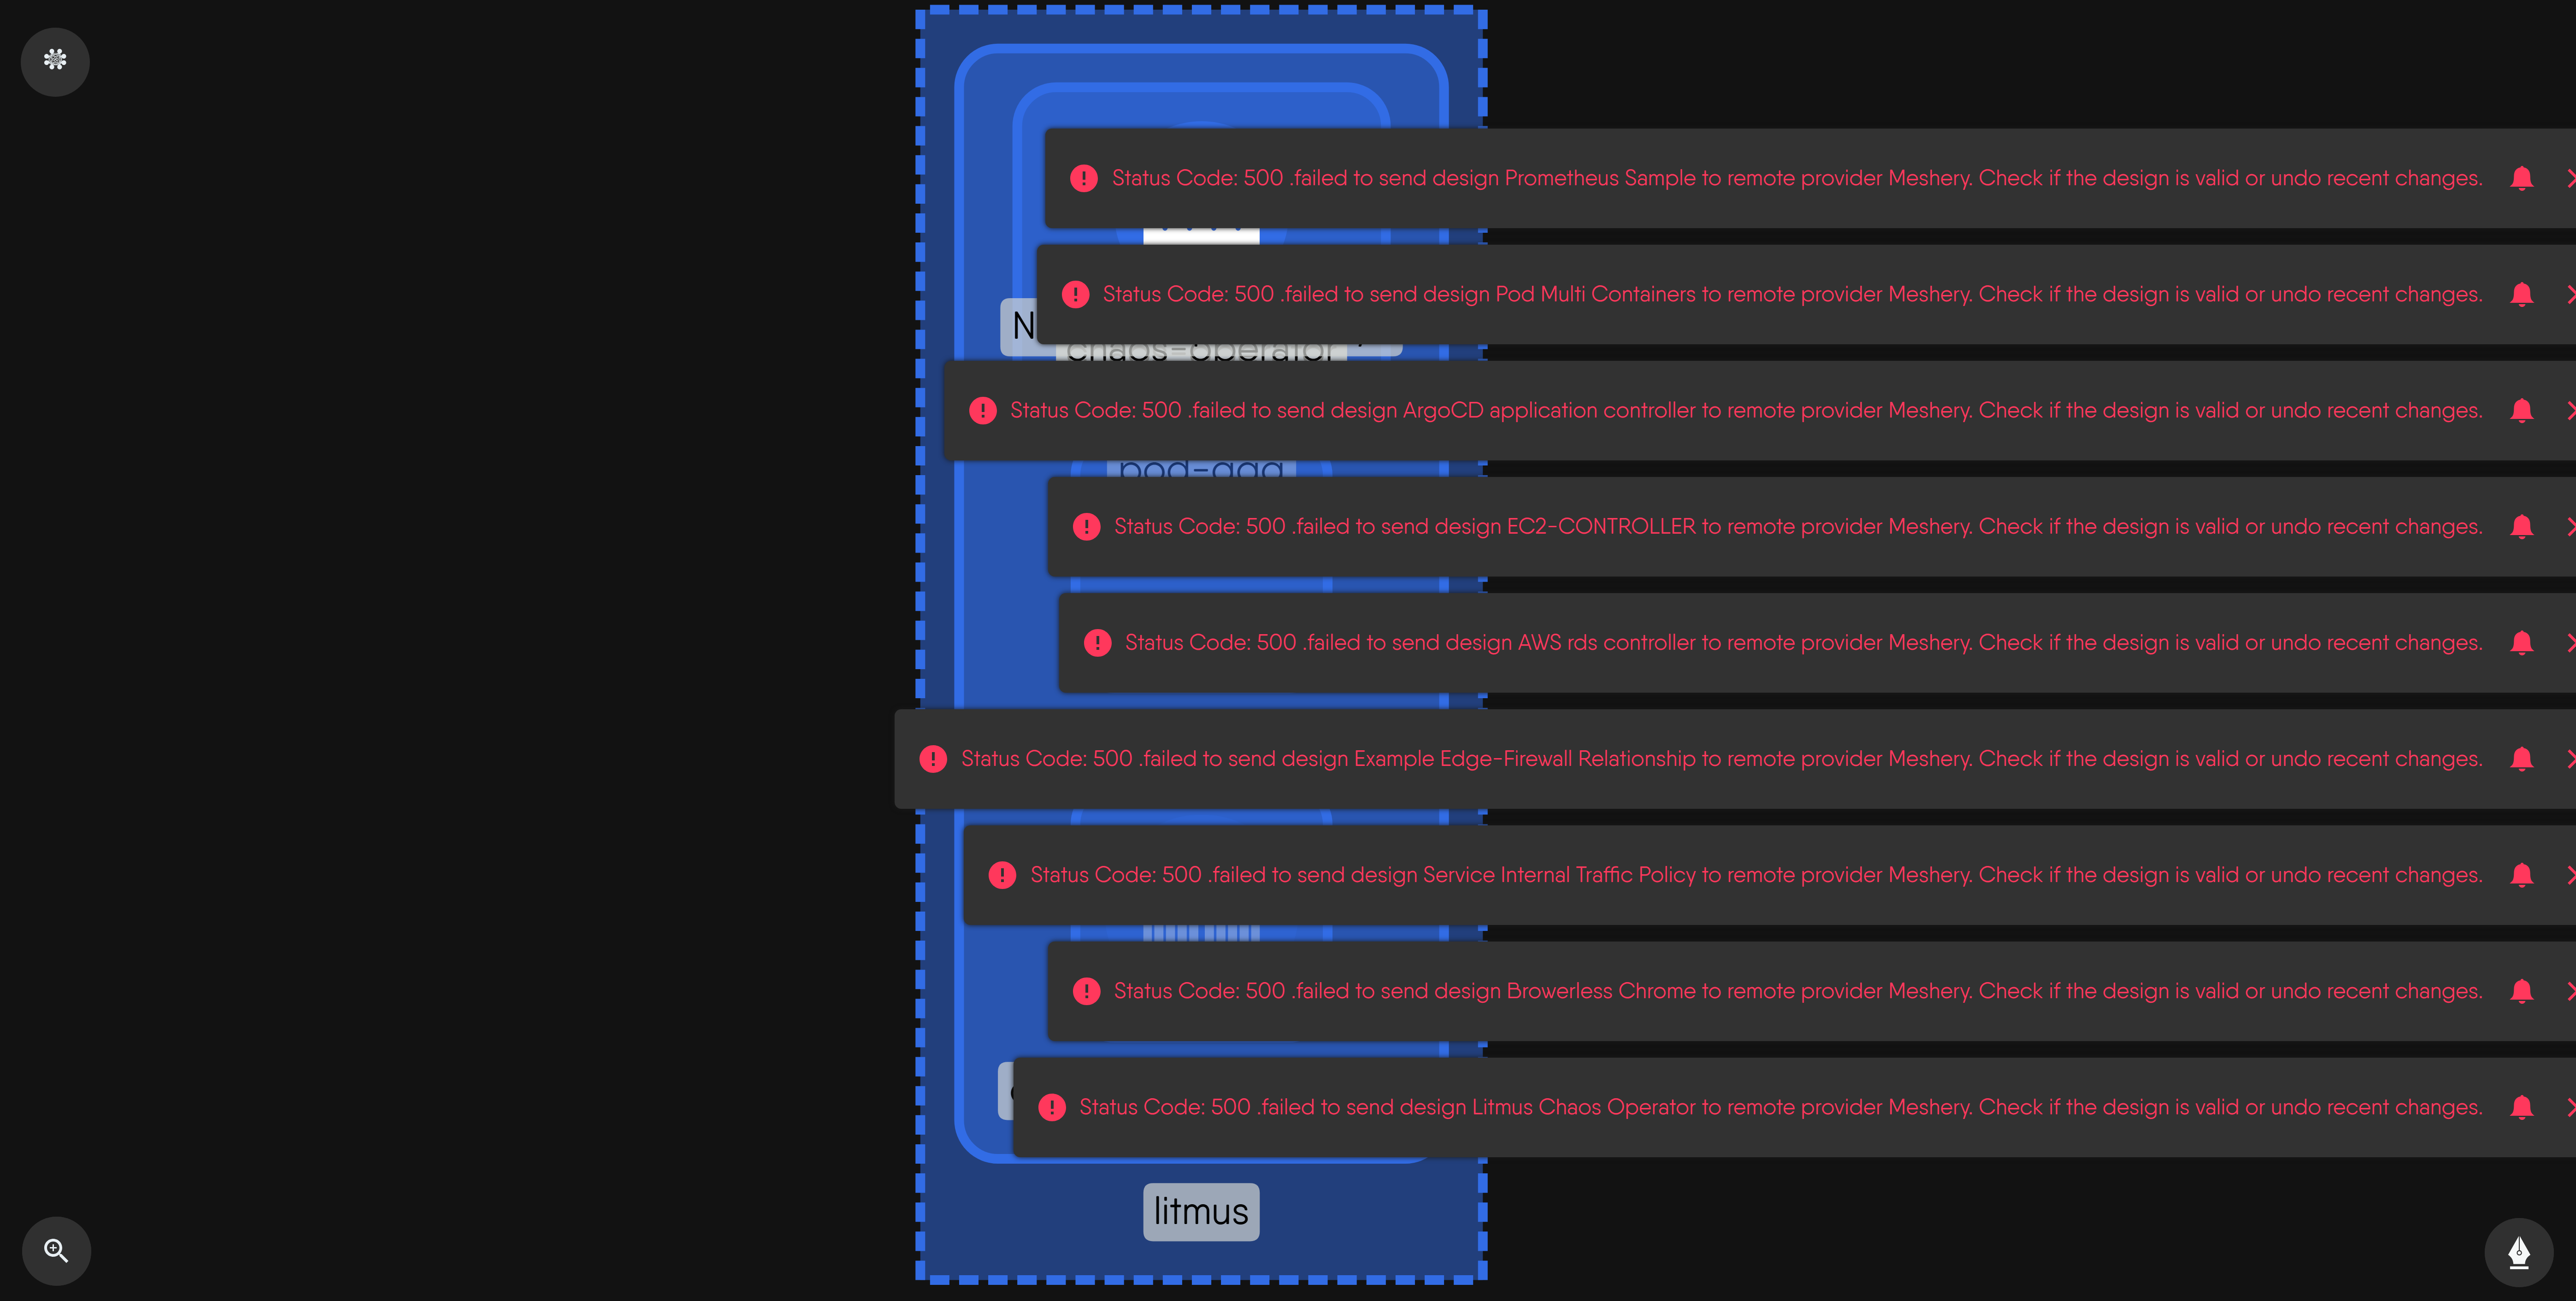 Status Code: 500 .failed to send design Prometheus Sample to remote provider Meshery. Check if the design is valid or undo recent changes.
Status Code: 500 .failed to send design Pod Multi Containers to remote provider Meshery. Check if the design is valid or undo recent changes.
chaos-operator
Status Code: 500 .failed to send design ArgoCD application controller to remote provider Meshery. Check if the design is valid or undo recent changes.
Status Code: 500 .failed to send design EC2-CONTROLLER to remote provider Meshery. Check if the design is valid or undo recent changes.
Status Code: 500 .failed to send design AWS rds controller to remote provider Meshery. Check if the design is valid or undo recent changes.
Status Code: 500 .failed to send design Example Edge-Firewall Relationship to remote provider Meshery. Check if the design is valid or undo recent changes.
Status Code: 500 .failed to send design Service Internal Traffic Policy to remote provider Meshery. Check if the design is valid or undo recent changes.
Status Code: 500 .failed to send design Browerless Chrome to remote provider Meshery. Check if the design is valid or undo recent changes.
Status Code: 500 .failed to send design Litmus Chaos Operator to remote provider Meshery. Check if the design is valid or undo recent changes.
litmus